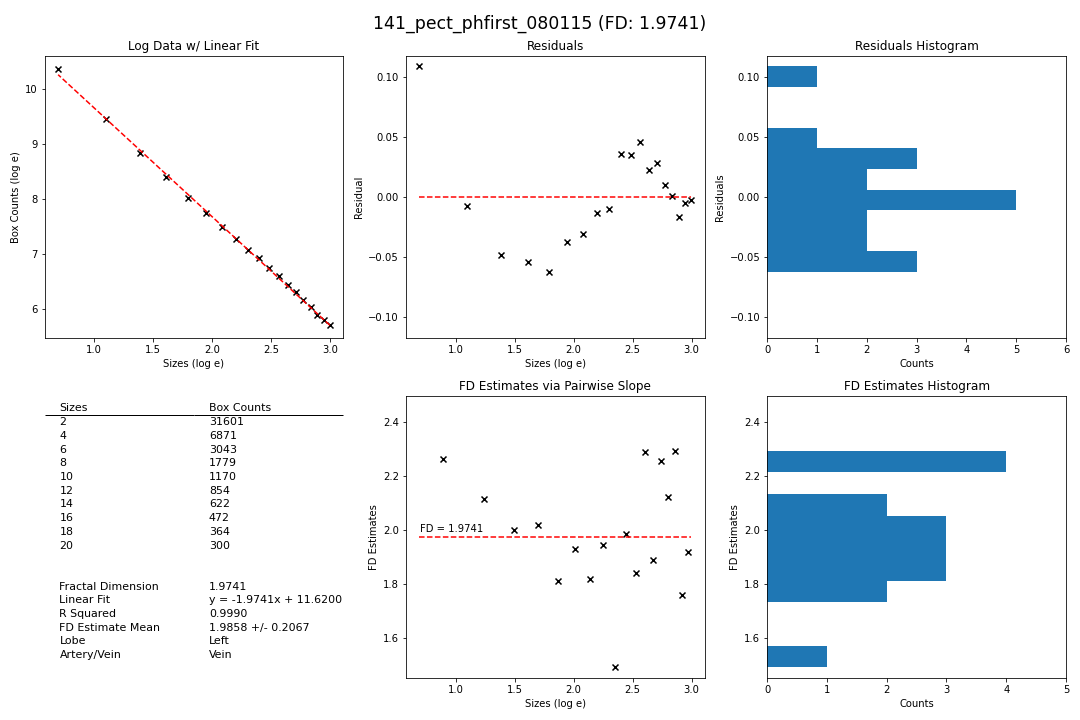 141_pect_phfirst_080115 (FD: 1.9741)
Log Data w/ Linear Fit
10
9
8
7
6
Box Counts (log e)
1.0 1.5 2.0 2.5 3.0
Sizes (log e)
Residuals
0.10
0.05
0.00
−0.05
−0.10
Residual
1.0 1.5 2.0 2.5 3.0
Sizes (log e)
Residuals Histogram
0.10
0.05
0.00
−0.05
−0.10
Residuals
0 1 2 3 4 5 6
Counts
Sizes Box Counts
2 31601
4 6871
6 3043
8 1779
10 1170
12 854
14 622
16 472
18 364
20 300
Fractal Dimension 1.9741
Linear Fit y = -1.9741x + 11.6200
R Squared 0.9990
FD Estimate Mean 1.9858 +/- 0.2067
Lobe Left
Artery/Vein Vein
FD Estimates via Pairwise Slope
2.4
2.2
2.0
1.8
1.6
FD Estimates
FD = 1.9741
1.0 1.5 2.0 2.5 3.0
Sizes (log e)
FD Estimates Histogram
2.4
2.2
2.0
1.8
1.6
FD Estimates
0 1 2 3 4 5
Counts